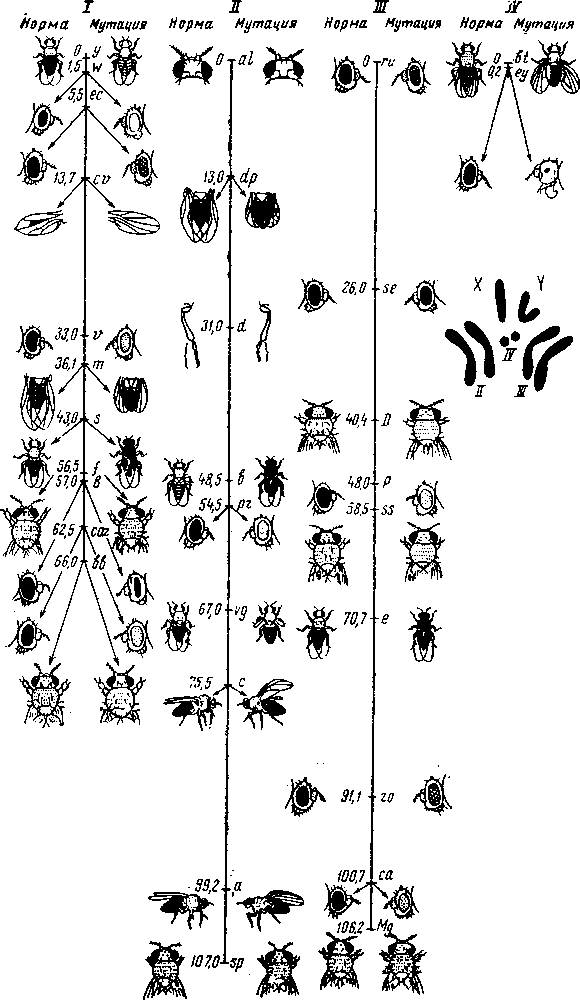 I II III IV
Норма Мутация Норма Мутация Норма Мутация Норма Мутация
0 y
1,5 w
5,5 ec
13,7 cv
33,0 v
36,1 m
43,0 s
56,5 f
57,0 B
62,5 car
66,0 bb
0 al
13,0 dp
31,0 d
48,5 b
54,5 pr
67,0 vg
75,5 c
99,2 a
107,0 sp
0 ru
26,0 se
40,4 D
48,0 p
58,5 ss
70,7 e
91,1 ro
100,7 ca
106,2 Mg
0 bt
0,2 ey
X Y
IV
II III